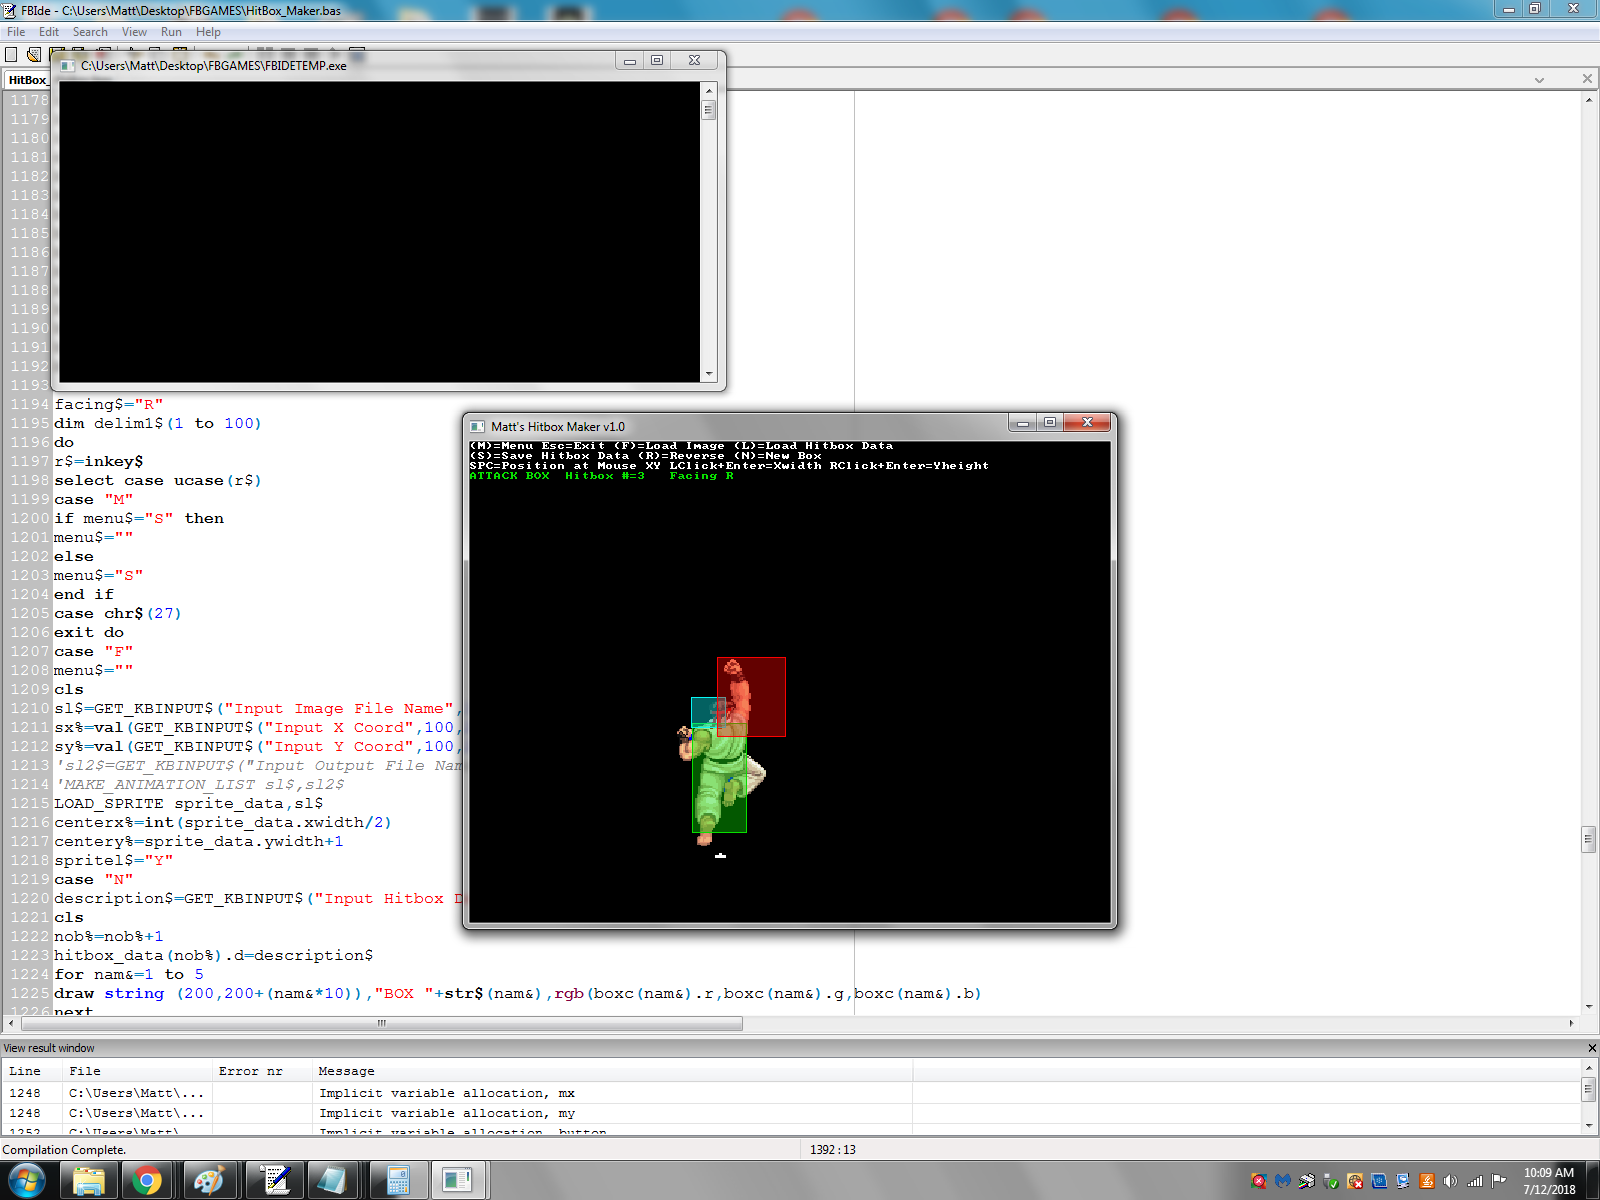 FBIde - C:\Users\Matt\Desktop\FBGAMES\HitBox_Maker.bas
File Edit Search View Run Help
C:\Users\Matt\Desktop\FBGAMES\FBIDETEMP.exe
HitBox_
1178
1179
1180
1181
1182
1183
1184
1185
1186
1187
1188
1189
1190
1191
1192
1193
1194 facing$="R"
1195 dim delim1$(1 to 100)
1196 do
1197 r$=inkey$
1198 select case ucase(r$)
1199 case "M"
1200 if menu$="S" then
1201 menu$=""
1202 else
1203 menu$="S"
1204 end if
1205 case chr$(27)
1206 exit do
1207 case "F"
1208 menu$=""
1209 cls
1210 sl$=GET_KBINPUT$("Input Image File Name",
1211 sx%=val(GET_KBINPUT$("Input X Coord",100,
1212 sy%=val(GET_KBINPUT$("Input Y Coord",100,
1213 'sl2$=GET_KBINPUT$("Input Output File Nam
1214 'MAKE_ANIMATION_LIST sl$,sl2$
1215 LOAD_SPRITE sprite_data,sl$
1216 centerx%=int(sprite_data.xwidth/2)
1217 centery%=sprite_data.ywidth+1
1218 spritel$="Y"
1219 case "N"
1220 description$=GET_KBINPUT$("Input Hitbox D
1221 cls
1222 nob%=nob%+1
1223 hitbox_data(nob%).d=description$
1224 for nam&=1 to 5
1225 draw string (200,200+(nam&*10)),"BOX "+str$(nam&),rgb(boxc(nam&).r,boxc(nam&).g,boxc(nam&).b)
1226 next
Matt's Hitbox Maker v1.0
(M)=Menu Esc=Exit (F)=Load Image (L)=Load Hitbox Data
(S)=Save Hitbox Data (R)=Reverse (N)=New Box
SPC=Position at Mouse XY LClick+Enter=Xwidth RClick+Enter=Yheight
ATTACK BOX Hitbox #=3 Facing R
View result window
Line File Error nr Message
1248 C:\Users\Matt\... Implicit variable allocation, mx
1248 C:\Users\Matt\... Implicit variable allocation, my
1252 C:\Users\Matt\... Implicit variable allocation, button
Compilation Complete. 1392:13
10:09 AM
7/12/2018